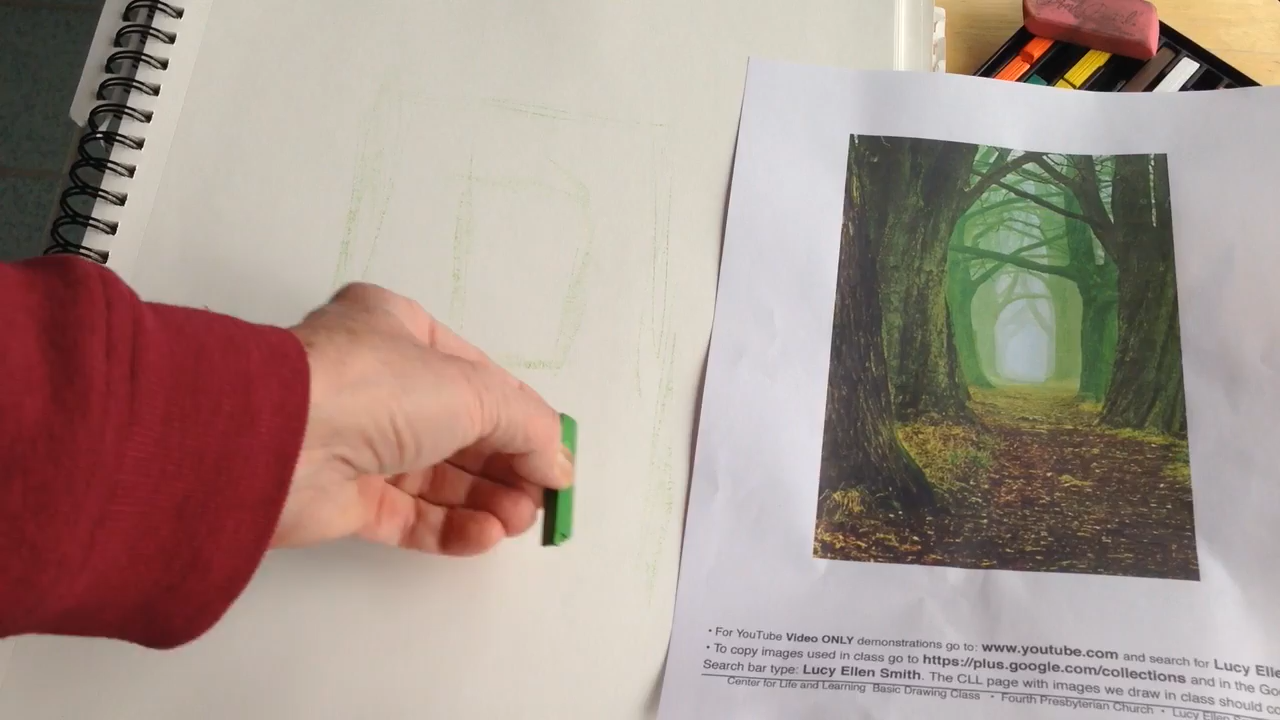 • For YouTube Video ONLY demonstrations go to: www.youtube.com and search for Lucy
• To copy images used in class go to https://plus.google.com/collections and in the
Search bar type: Lucy Ellen Smith. The CLL page with images we draw in class should
Center for Life and Learning Basic Drawing Class • Fourth Presbyterian Church • Lucy Ellen